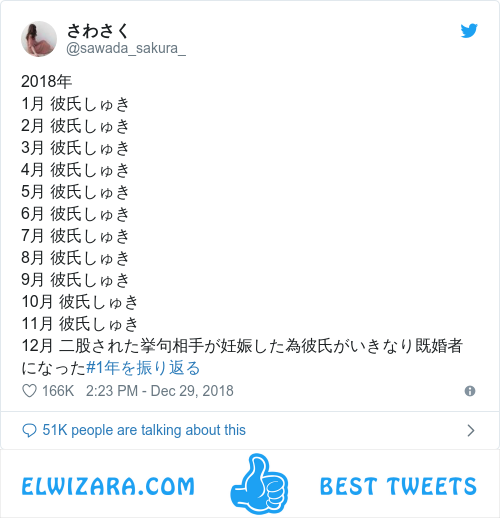 さわさく
@sawada_sakura_
2018年
1月 彼氏しゅき
2月 彼氏しゅき
3月 彼氏しゅき
4月 彼氏しゅき
5月 彼氏しゅき
6月 彼氏しゅき
7月 彼氏しゅき
8月 彼氏しゅき
9月 彼氏しゅき
10月 彼氏しゅき
11月 彼氏しゅき
12月 二股された挙句相手が妊娠した為彼氏がいきなり既婚者
になった#1年を振り返る
166K 2:23 PM - Dec 29, 2018
51K people are talking about this
ELWIZARA.COM BEST TWEETS